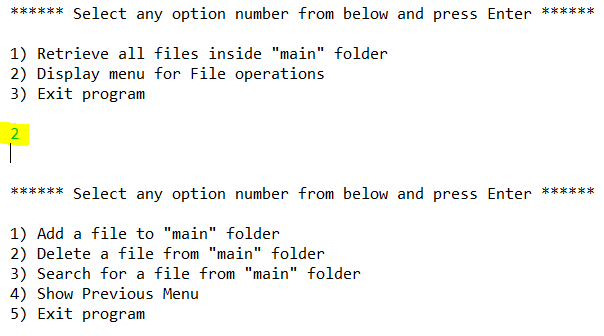 ****** Select any option number from below and press Enter ******
1) Retrieve all files inside "main" folder
2) Display menu for File operations
3) Exit program
2
****** Select any option number from below and press Enter ******
1) Add a file to "main" folder
2) Delete a file from "main" folder
3) Search for a file from "main" folder
4) Show Previous Menu
5) Exit program